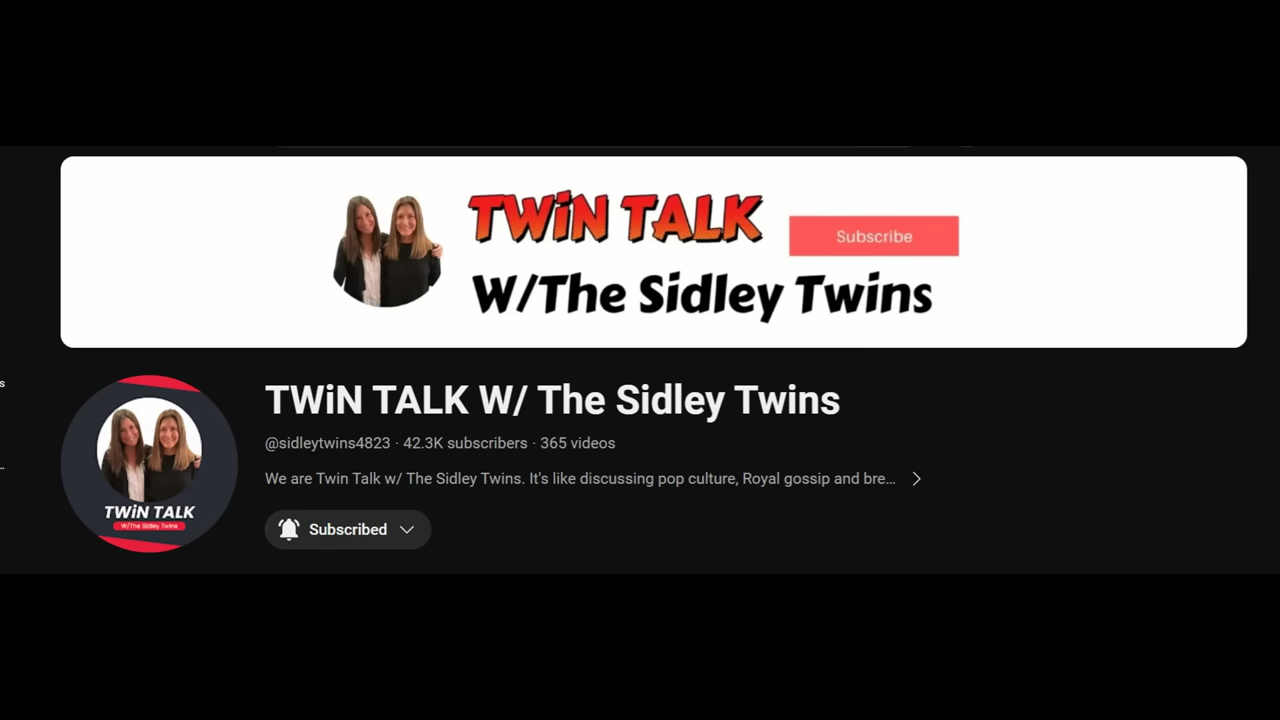 TWiN TALK
Subscribe
W/The Sidley Twins
s
TWiN TALK W/ The Sidley Twins
@sidleytwins4823 · 42.3K subscribers · 365 videos
We are Twin Talk w/ The Sidley Twins. It's like discussing pop culture, Royal gossip and bre...
TWiN TALK
W/The Sidley Twins
Subscribed